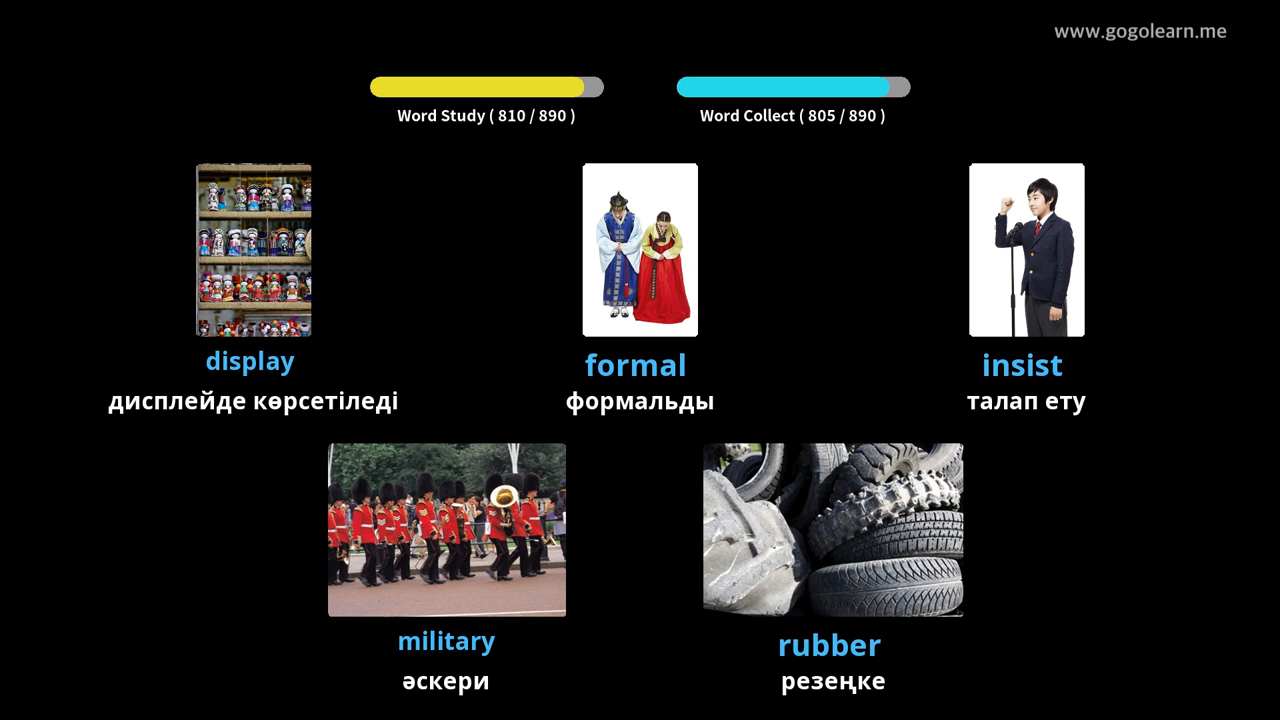 www.gogolearn.me
Word Study ( 810 / 890 )
Word Collect ( 805 / 890 )
display
дисплейде көрсетіледі
formal
формальды
insist
талап ету
military
әскери
rubber
резеңке